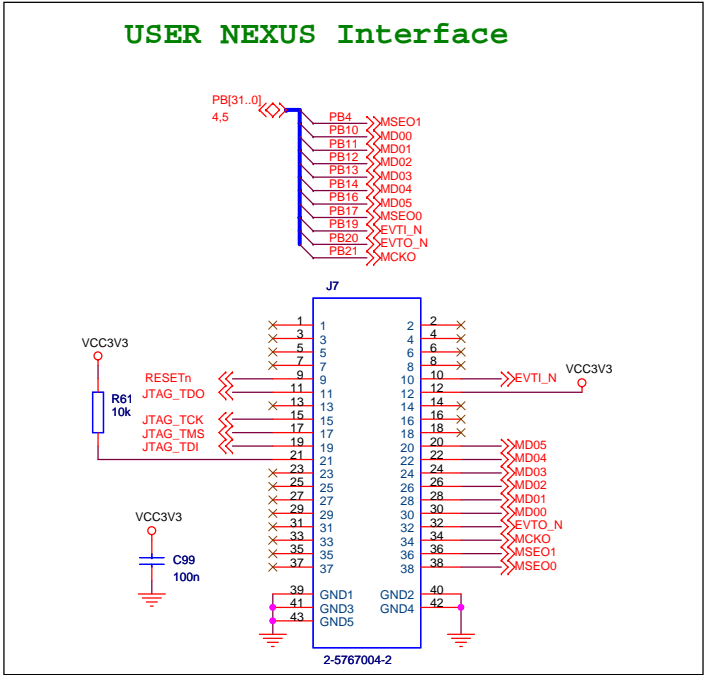 USER NEXUS Interface
PB[31..0]
4,5
PB4 MSEO1
PB10 MD00
PB11 MD01
PB12 MD02
PB13 MD03
PB14 MD04
PB16 MD05
PB17 MSEO0
PB19 EVTI_N
PB20 EVTO_N
PB21 MCKO
J7
1 1 2 2
3 3 4 4
5 5 6 6
7 7 8 8
RESETn 9 9 10 10 EVTI_N
JTAG_TDO 11 11 12 12 VCC3V3
13 13 14 14
JTAG_TCK 15 15 16 16
JTAG_TMS 17 17 18 18
JTAG_TDI 19 19 20 20 MD05
21 21 22 22 MD04
23 23 24 24 MD03
25 25 26 26 MD02
27 27 28 28 MD01
29 29 30 30 MD00
31 31 32 32 EVTO_N
33 33 34 34 MCKO
35 35 36 36 MSEO1
37 37 38 38 MSEO0
39 GND1 GND2 40
41 GND3 GND4 42
43 GND5
2-5767004-2
VCC3V3
R61
10k
VCC3V3
C99
100n